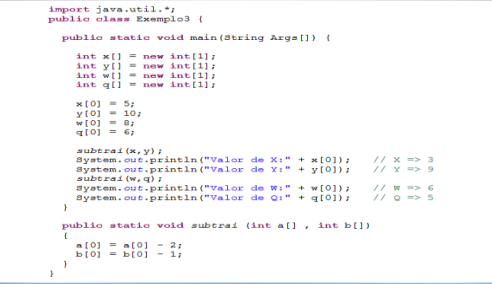 import java.util.*;
public class Exemplo3 {
public static void main(String Args[]) {
int x[] = new int[1];
int y[] = new int[1];
int w[] = new int[1];
int q[] = new int[1];
x[0] = 5;
y[0] = 10;
w[0] = 8;
q[0] = 6;
subtrai(x,y);
System.out.println("Valor de X:" + x[0]); // X => 3
System.out.println("Valor de Y:" + y[0]); // Y => 9
subtrai(w,q);
System.out.println("Valor de W:" + w[0]); // W => 6
System.out.println("Valor de Q:" + q[0]); // Q => 5
}
public static void subtrai (int a[] , int b[])
{
a[0] = a[0] - 2;
b[0] = b[0] - 1;
}
}